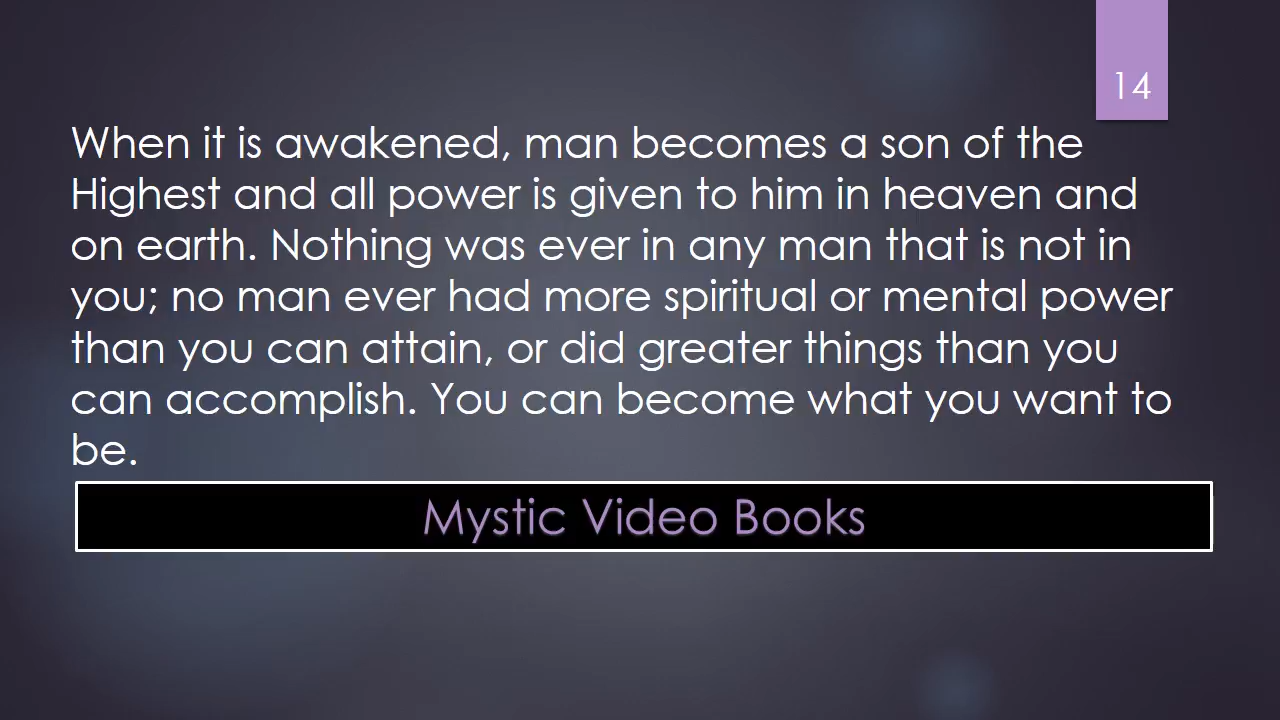 14
When it is awakened, man becomes a son of the
Highest and all power is given to him in heaven and
on earth. Nothing was ever in any man that is not in
you; no man ever had more spiritual or mental power
than you can attain, or did greater things than you
can accomplish. You can become what you want to
be.
Mystic Video Books